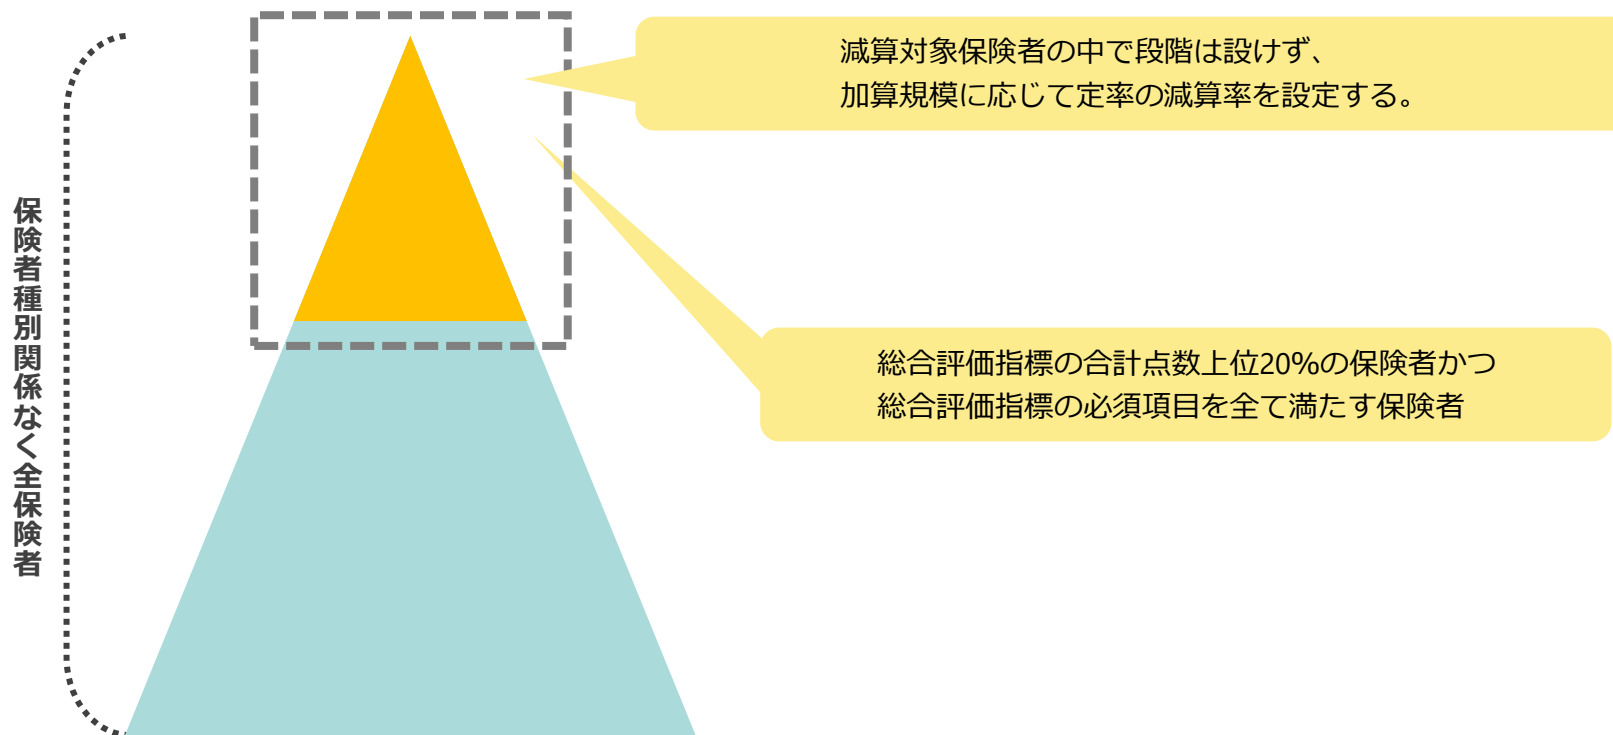 減算対象保険者の中で段階は設けず、
加算規模に応じて定率の減算率を設定する。
保険者種別関係なく全保険者
総合評価指標の合計点数上位20%の保険者かつ
総合評価指標の必須項目を全て満たす保険者